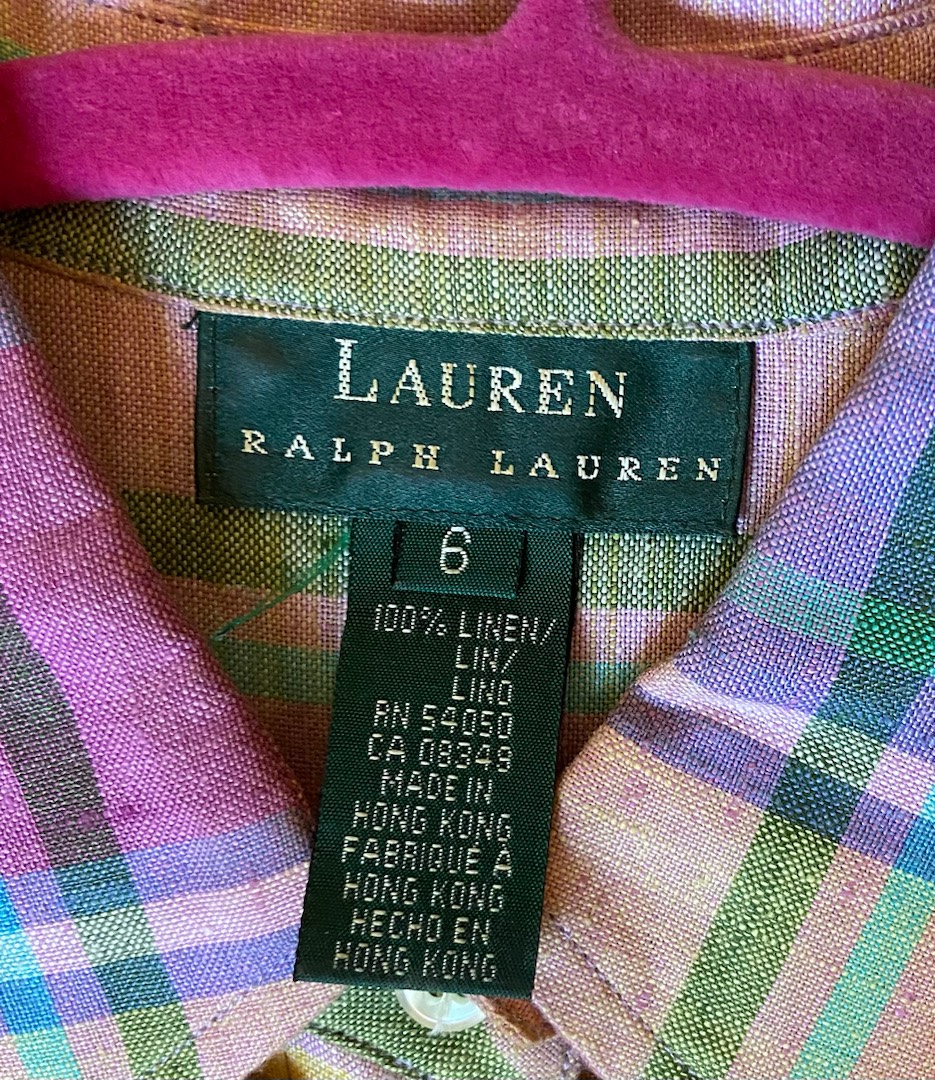 LAUREN
RALPH LAUREN
6
100% LINEN/
LIN/
LINO
RN 54050
CA 08349
MADE IN
HONG KONG
FABRIQUÉ À
HONG KONG
HECHO EN
HONG KONG